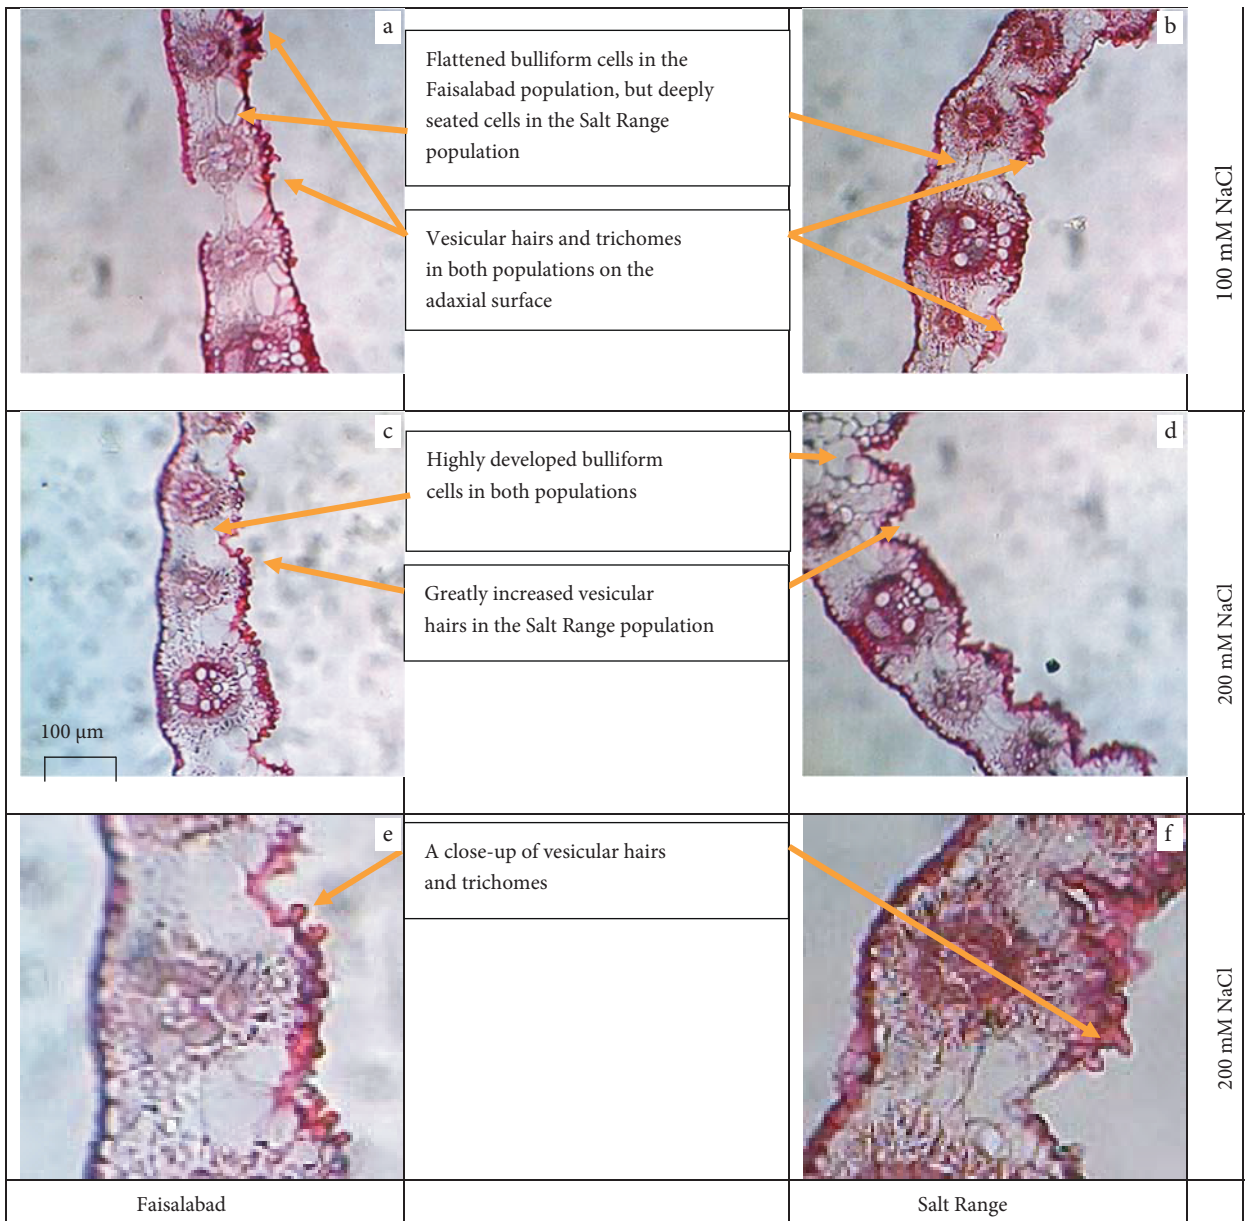 a
Flattened bulliform cells in the
Faisalabad population, but deeply
seated cells in the Salt Range
population
Vesicular hairs and trichomes
in both populations on the
adaxial surface
b
100 mM NaCl
c
Highly developed bulliform
cells in both populations
Greatly increased vesicular
hairs in the Salt Range population
100 µm
d
200 mM NaCl
e
A close-up of vesicular hairs
and trichomes
f
200 mM NaCl
Faisalabad
Salt Range